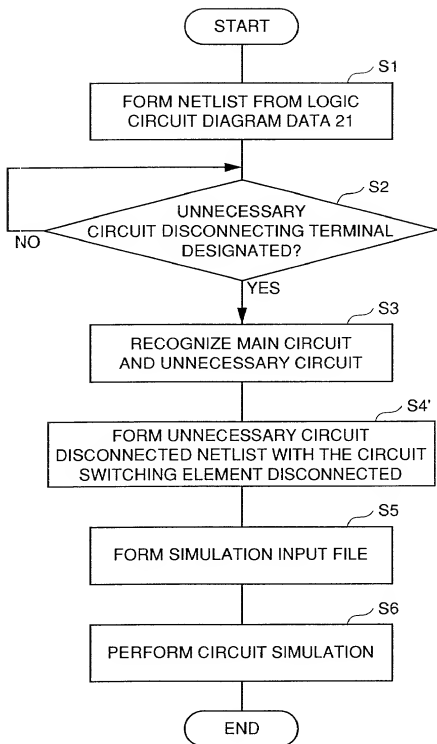 START
S1
FORM NETLIST FROM LOGIC
CIRCUIT DIAGRAM DATA 21
S2
UNNECESSARY
CIRCUIT DISCONNECTING TERMINAL
DESIGNATED?
NO
YES
S3
RECOGNIZE MAIN CIRCUIT
AND UNNECESSARY CIRCUIT
S4'
FORM UNNECESSARY CIRCUIT
DISCONNECTED NETLIST WITH THE CIRCUIT
SWITCHING ELEMENT DISCONNECTED
S5
FORM SIMULATION INPUT FILE
S6
PERFORM CIRCUIT SIMULATION
END